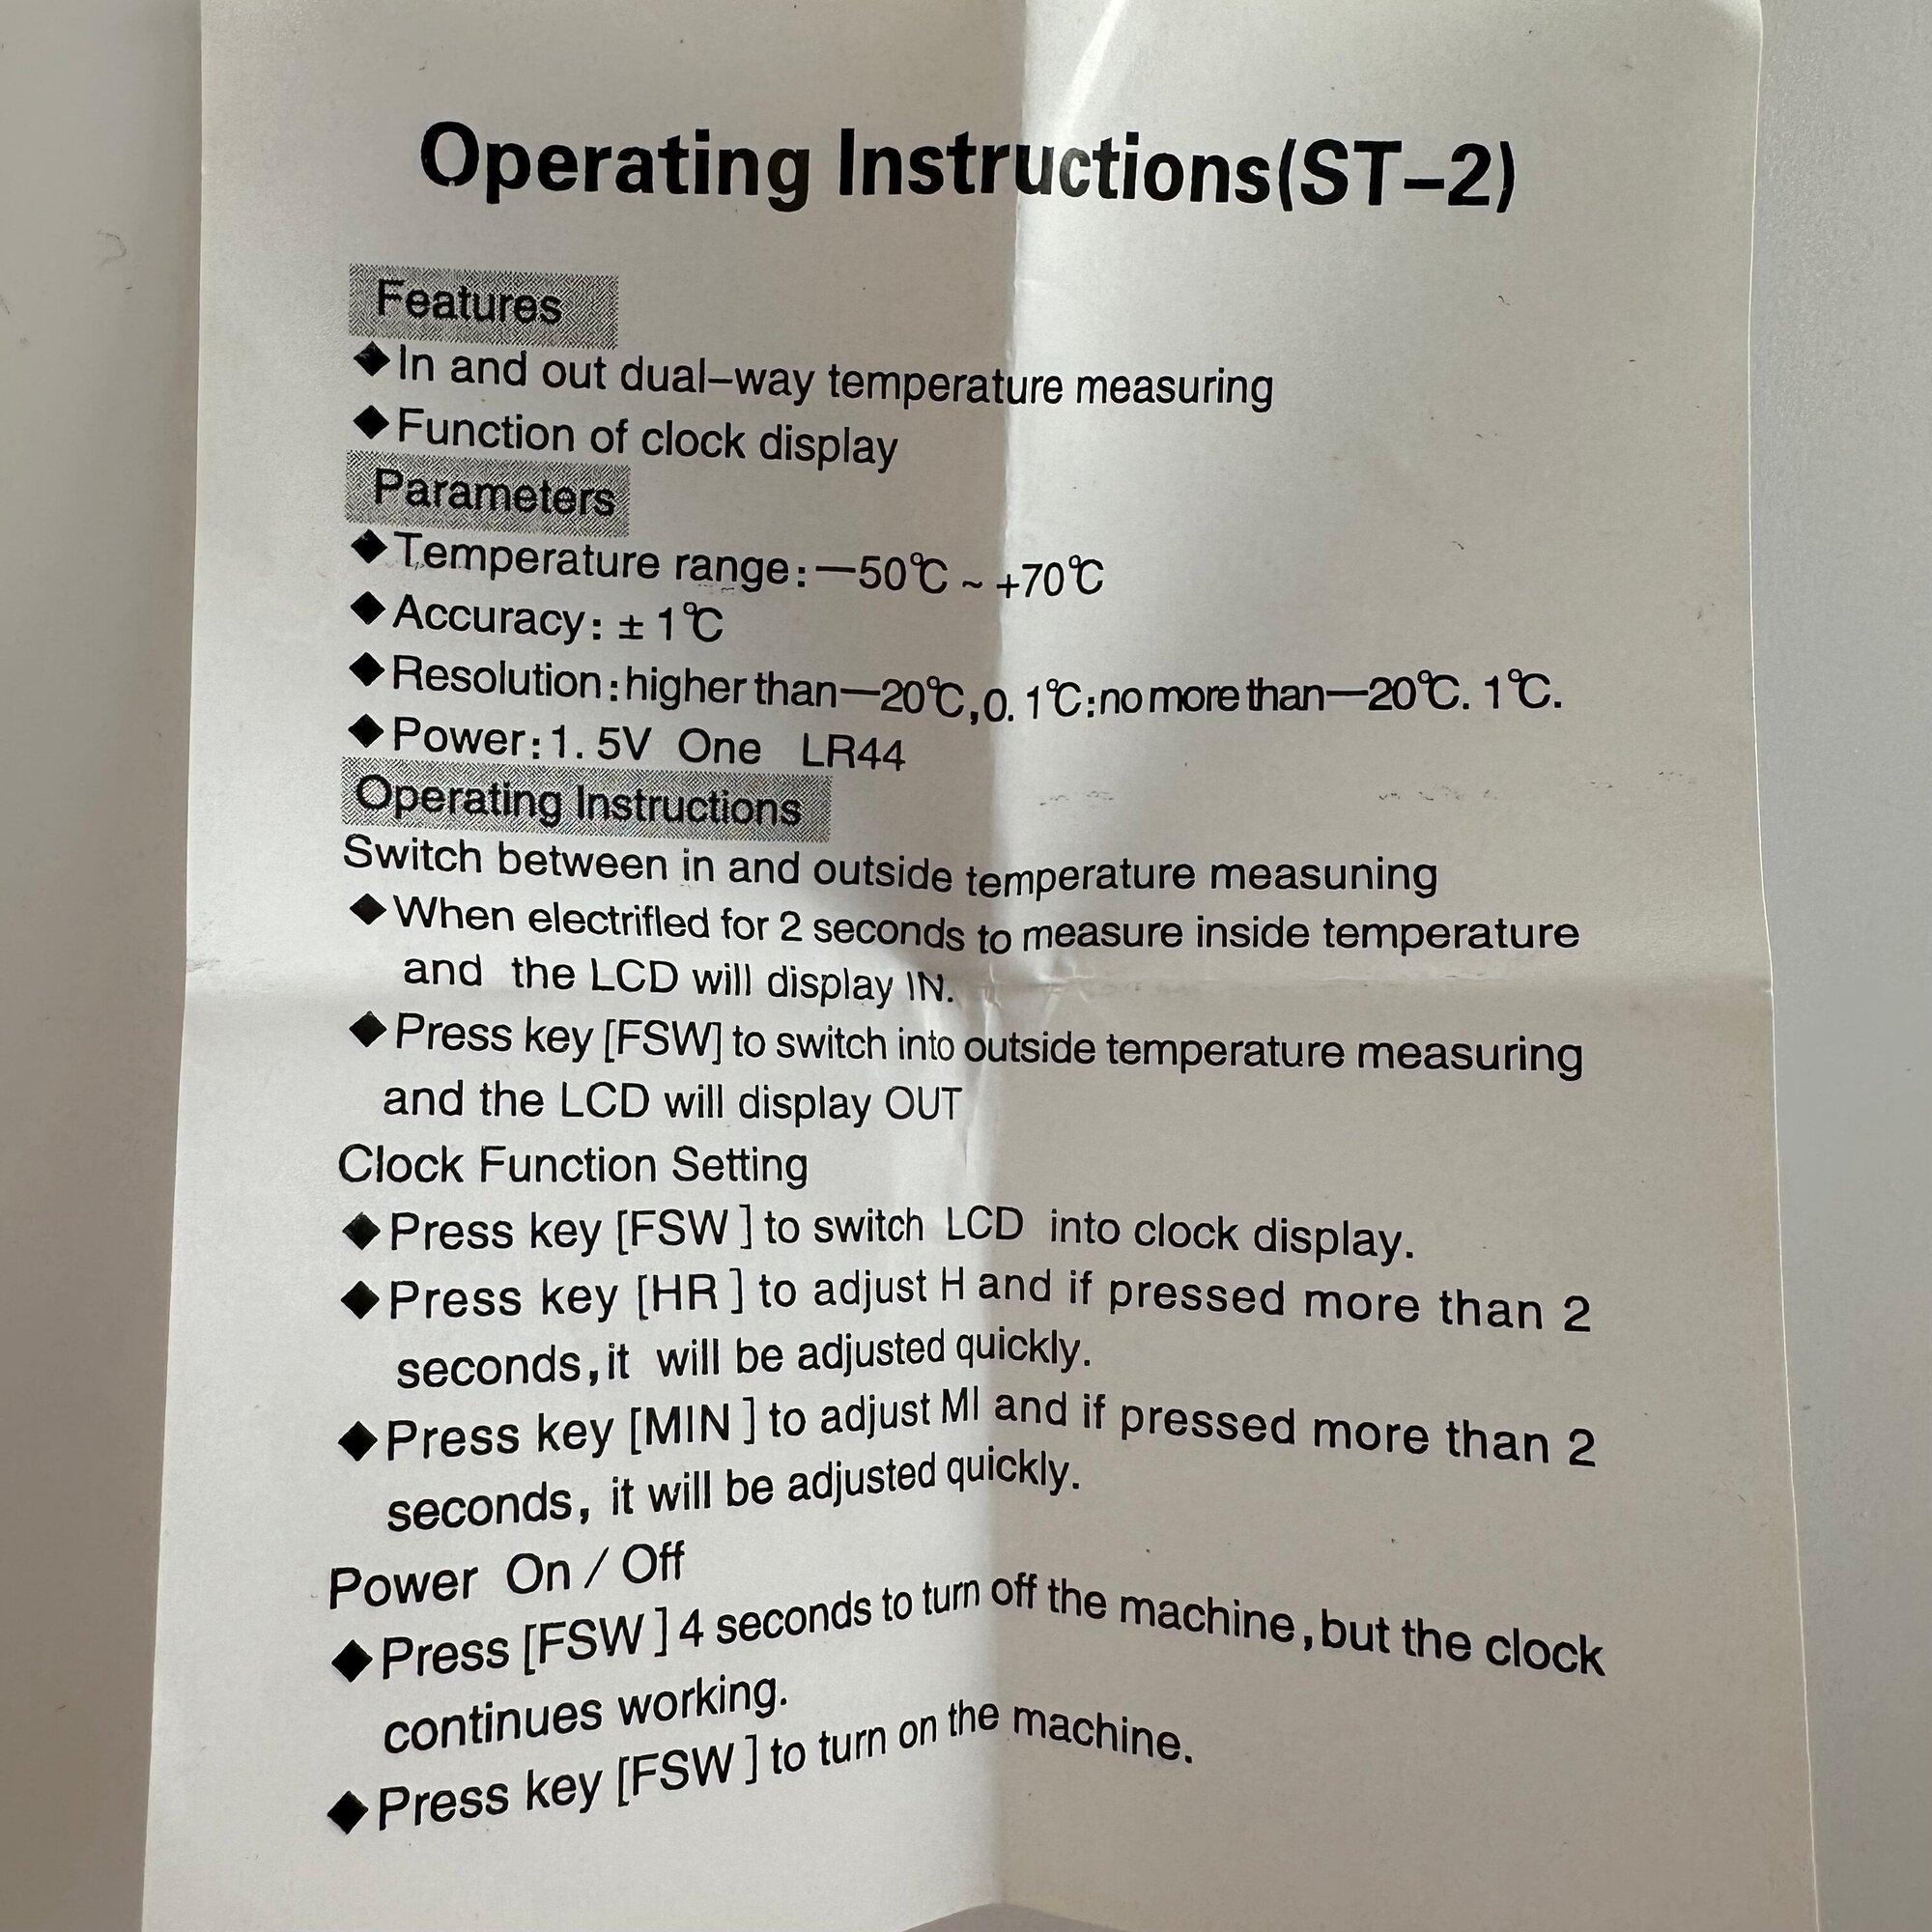 Operating Instructions(ST-2)
Features
◆In and out dual-way temperature measuring
◆Function of clock display
Parameters
◆Temperature range:—50℃ ~ +70℃
◆Accuracy: ± 1℃
◆Resolution:higher than—20℃,0. 1℃:no more than—20℃. 1℃.
◆Power:1. 5V One LR44
Operating Instructions
Switch between in and outside temperature measuning
◆When electrifled for 2 seconds to measure inside temperature
and the LCD will display IN.
◆Press key [FSW] to switch into outside temperature measuring
and the LCD will display OUT
Clock Function Setting
◆Press key [FSW ] to switch LCD into clock display.
◆Press key [HR ] to adjust H and if pressed more than 2
seconds,it will be adjusted quickly.
◆Press key [MIN ] to adjust MI and if pressed more than 2
seconds, it will be adjusted quickly.
Power On / Off
◆Press [FSW ] 4 seconds to turn off the machine,but the clock
continues working.
◆Press key [FSW ] to turn on the machine.